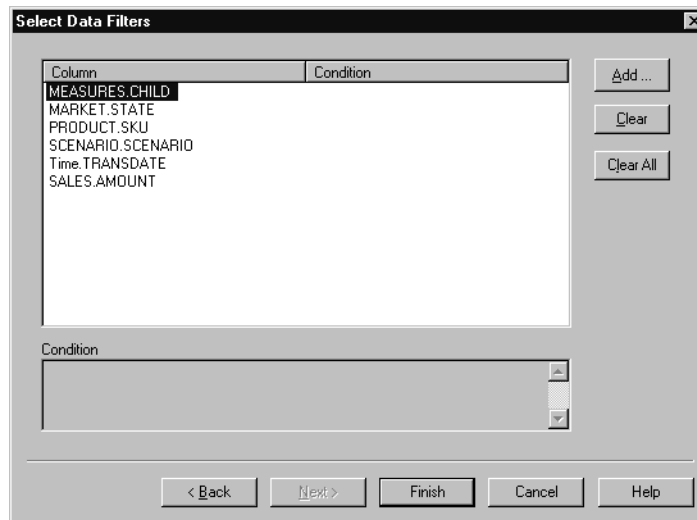 Select Data Filters
Column Condition
MEASURES.CHILD
MARKET.STATE
PRODUCT.SKU
SCENARIO.SCENARIO
Time.TRANSDATE
SALES.AMOUNT
Add ...
Clear
Clear All
Condition
< Back Next > Finish Cancel Help